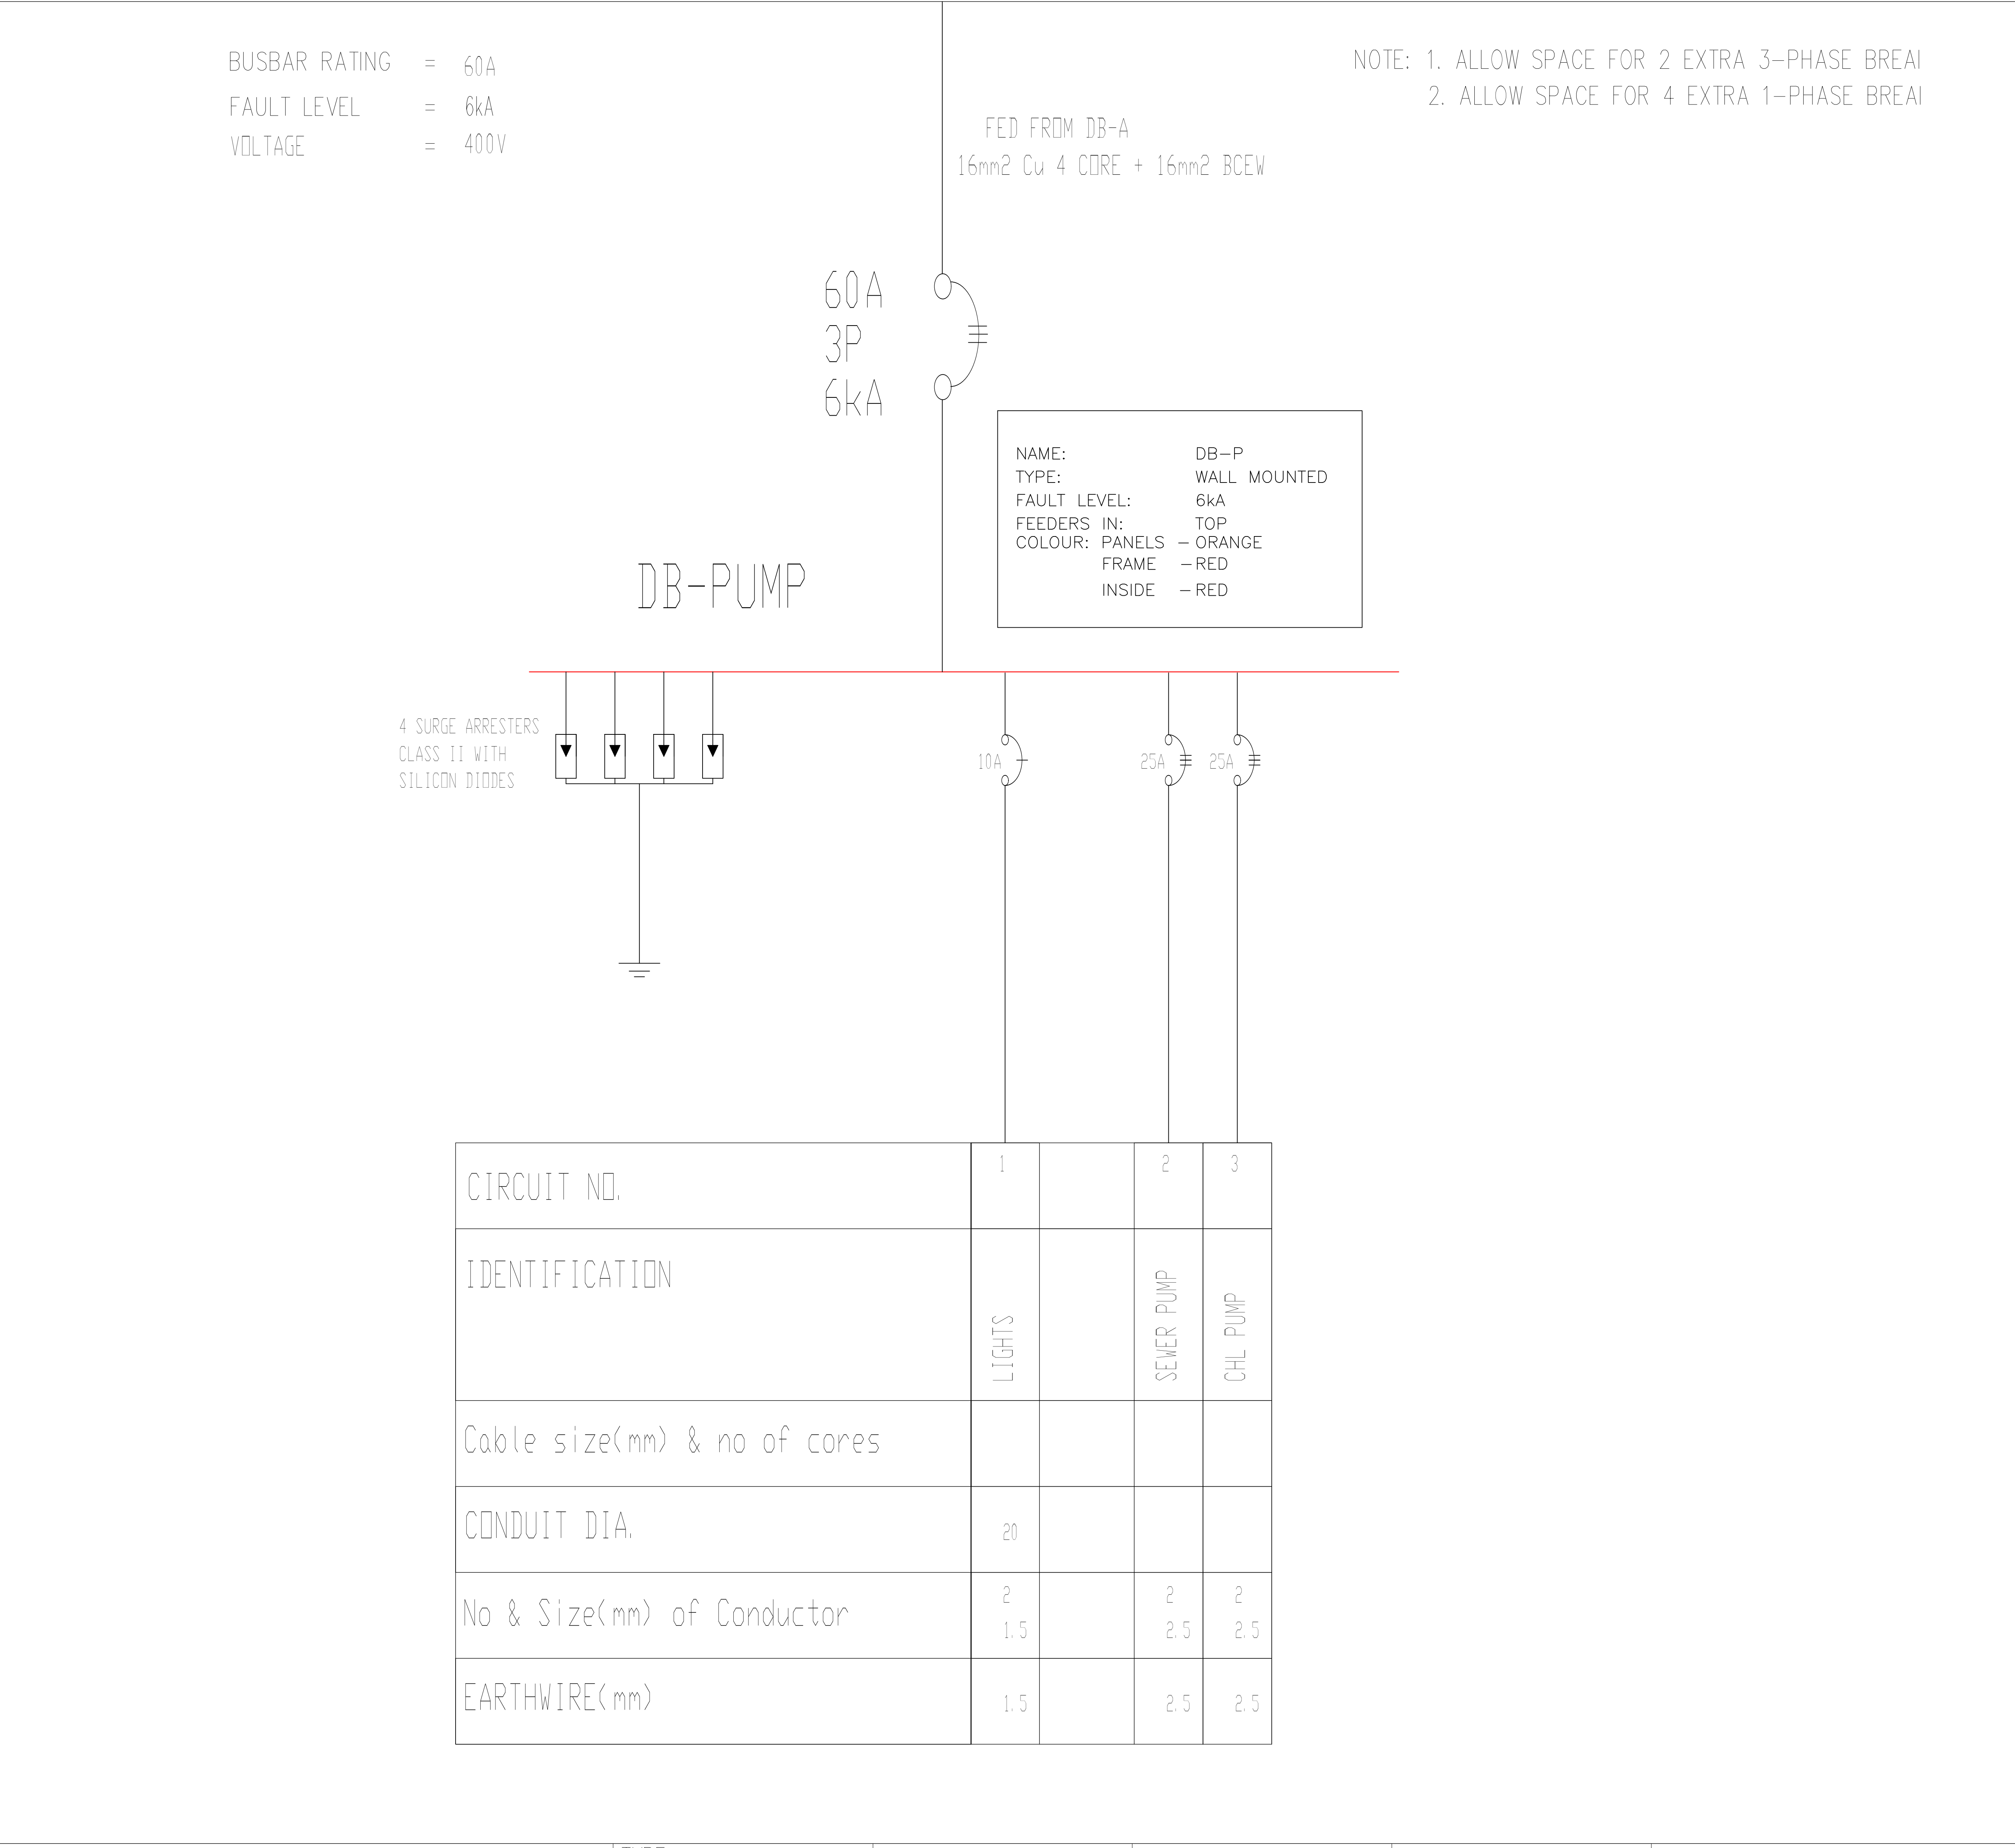 BUSBAR RATING = 60A
FAULT LEVEL = 6kA
VOLTAGE = 400V
NOTE: 1. ALLOW SPACE FOR 2 EXTRA 3-PHASE BREA
2. ALLOW SPACE FOR 4 EXTRA 1-PHASE BREA
FED FROM DB-A
16mm2 Cu 4 CORE + 16mm2 BCEW
60A
3P
6kA
NAME: DB-P
TYPE: WALL MOUNTED
FAULT LEVEL: 6kA
FEEDERS IN: TOP
COLOUR: PANELS - ORANGE
FRAME - RED
INSIDE - RED
DB-PUMP
4 SURGE ARRESTERS
CLASS II WITH
SILICON DIODES
10A 25A 25A
CIRCUIT NO. 1 2 3
IDENTIFICATION
LIGHTS
SEWER PUMP
CHL PUMP
Cable size(mm) & no of cores
CONDUIT DIA. 20
No & Size(mm) of Conductor
2 2 2
1.5 2.5 2.5
EARTHWIRE(mm) 1.5 2.5 2.5